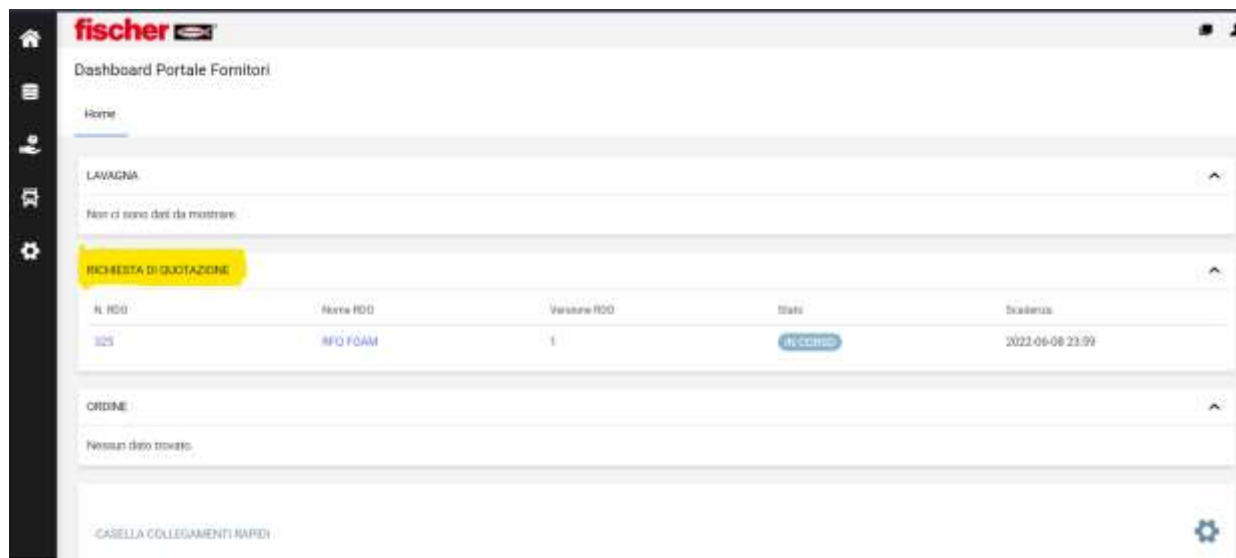 fischer
Dashboard Portale Fornitori
Home
LAVAGNA
Non ci sono dati da mostrare.
RICHIESTA DI QUOTAZIONE
N. RDO Nome RDO Versione RDO Stato Scadenza
325 RFQ FOAM 1 IN CORSO 2022-06-08 23:59
ORDINE
Nessun dato trovato.
CASELLA COLLEGAMENTI RAPIDI